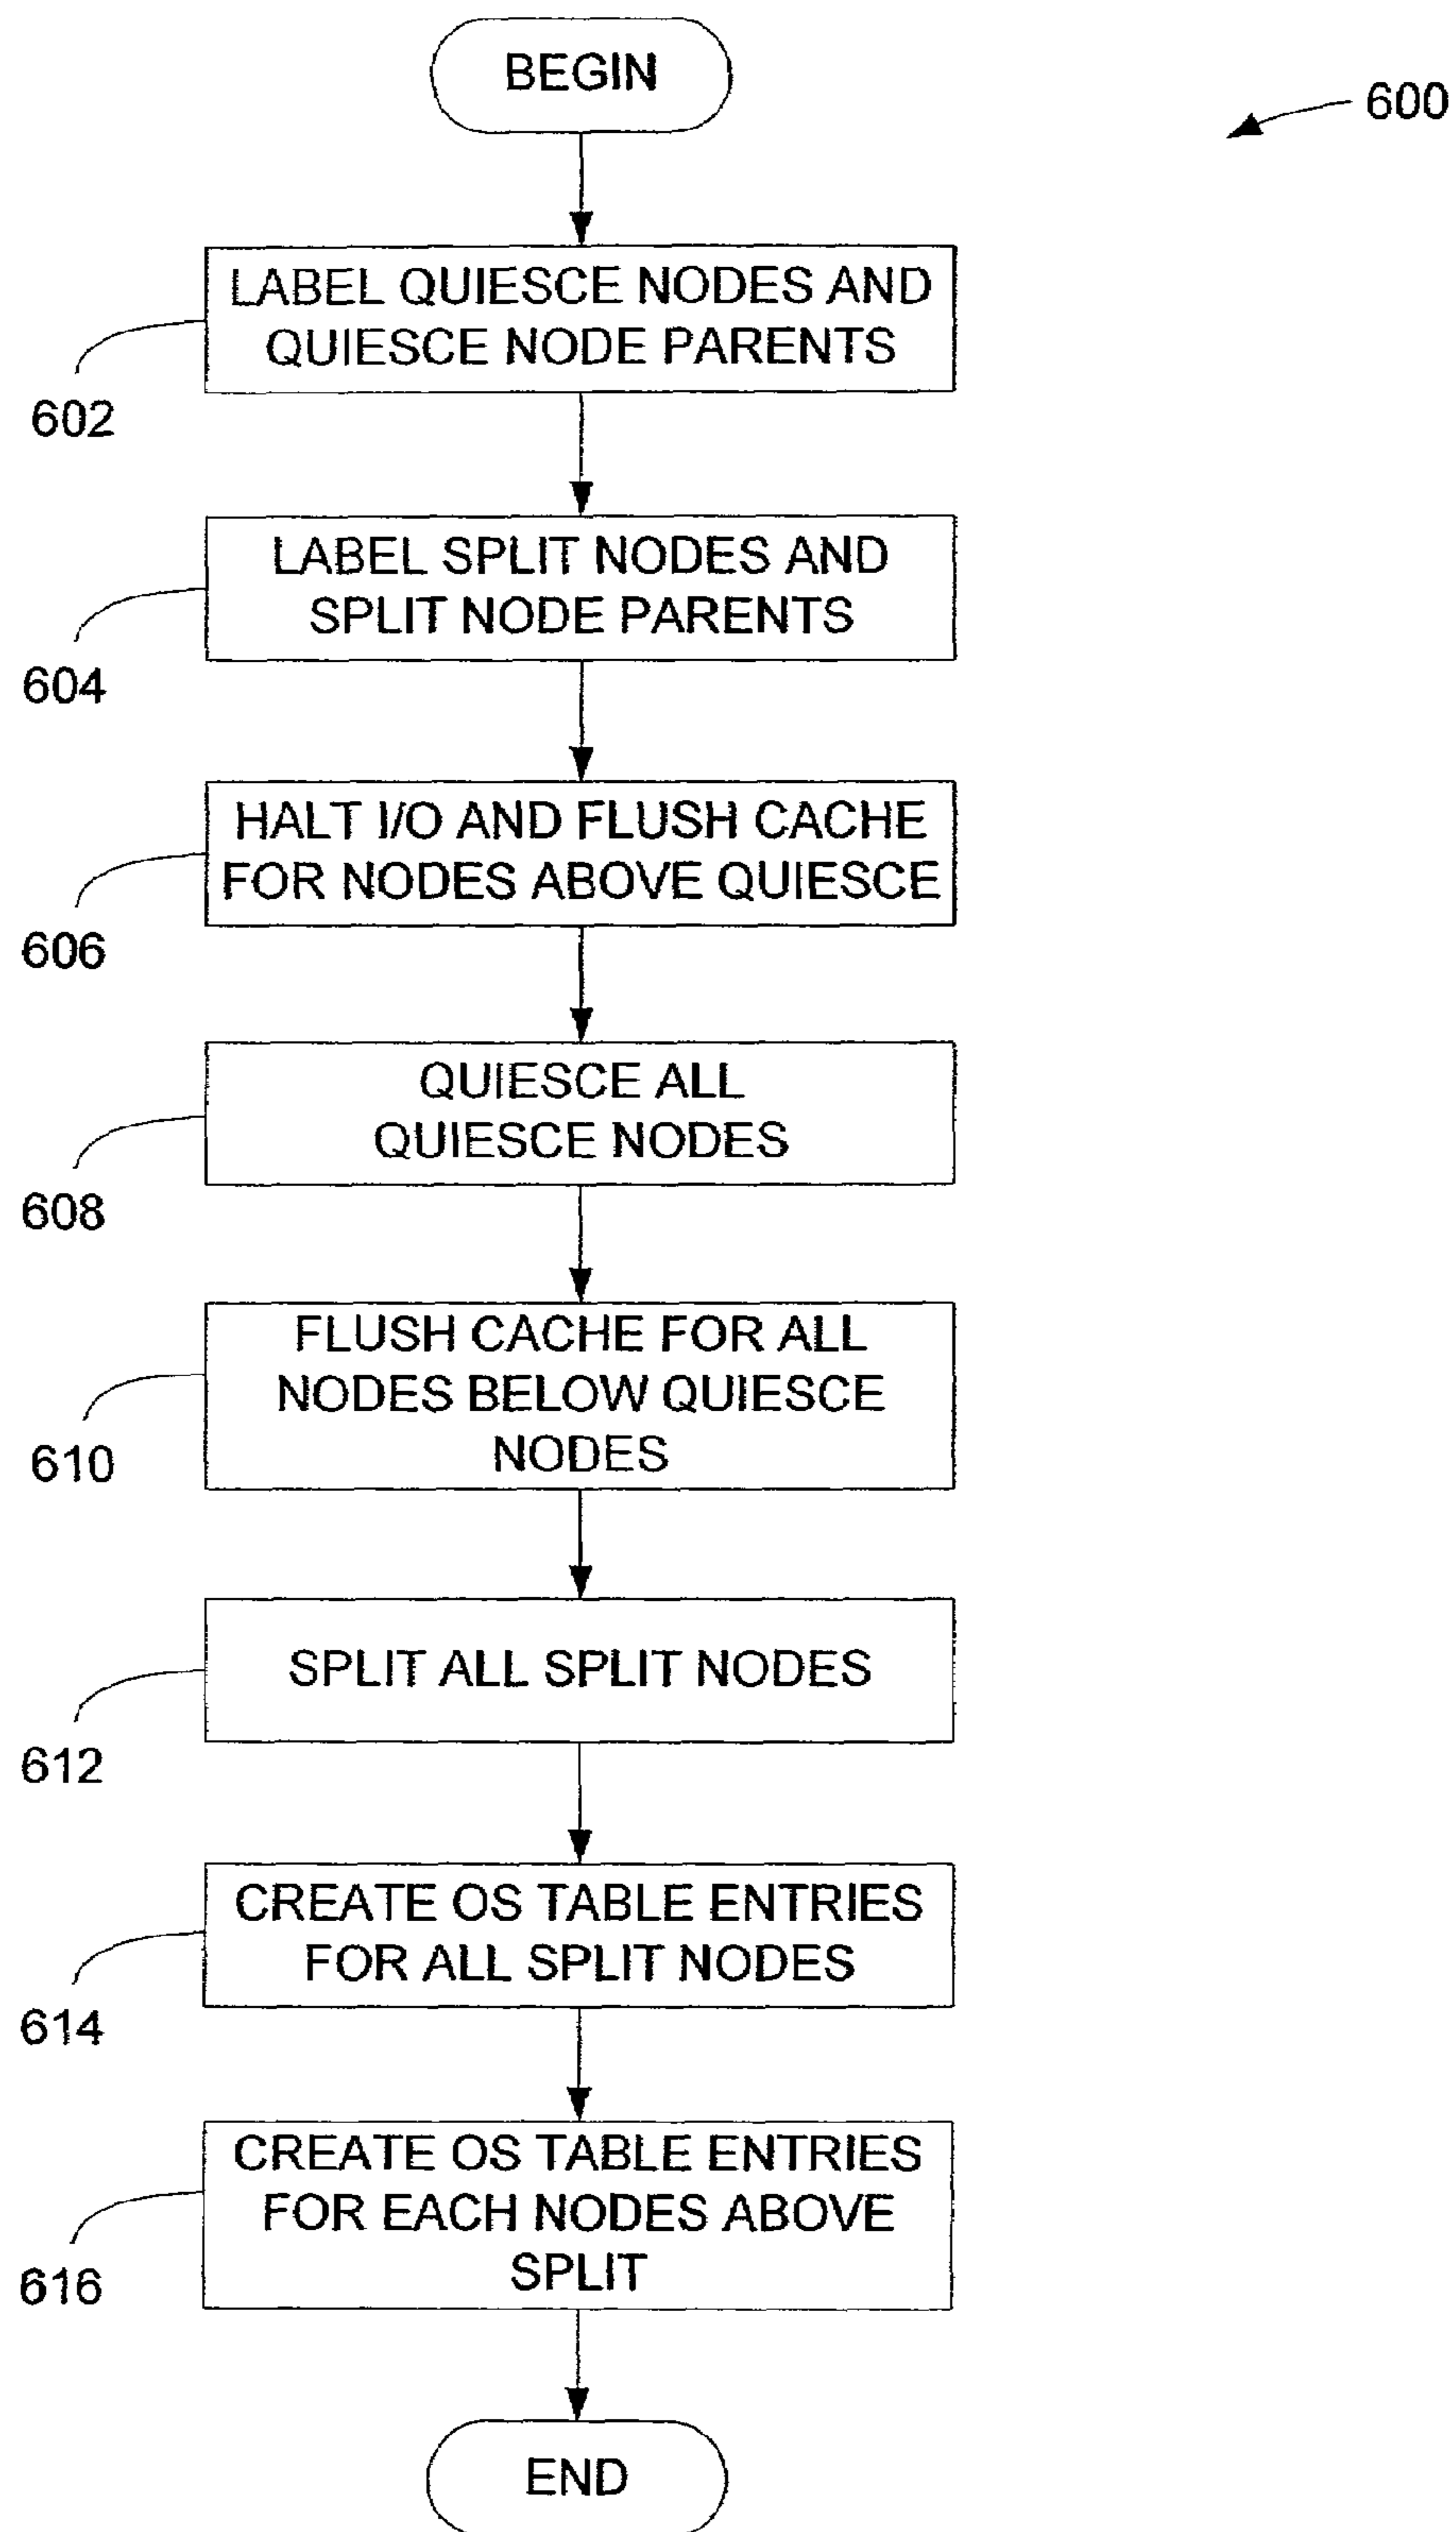 BEGIN
600
LABEL QUIESCE NODES AND
QUIESCE NODE PARENTS
602
LABEL SPLIT NODES AND
SPLIT NODE PARENTS
604
HALT I/O AND FLUSH CACHE
FOR NODES ABOVE QUIESCE
606
QUIESCE ALL
QUIESCE NODES
608
FLUSH CACHE FOR ALL
NODES BELOW QUIESCE
NODES
610
SPLIT ALL SPLIT NODES
612
CREATE OS TABLE ENTRIES
FOR ALL SPLIT NODES
614
CREATE OS TABLE ENTRIES
FOR EACH NODES ABOVE
SPLIT
616
END